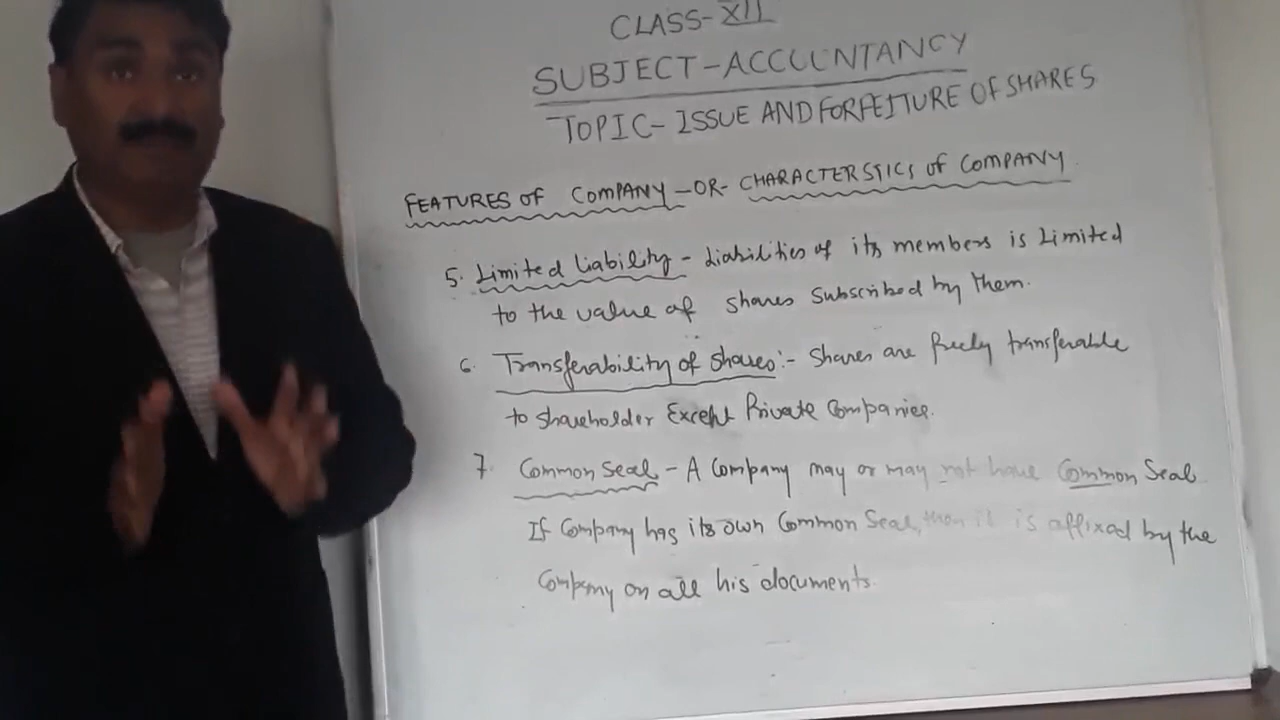 CLASS-XII
SUBJECT-ACCOUNTANCY
TOPIC- ISSUE AND FORFEITURE OF SHARES
FEATURES OF COMPANY -OR- CHARACTERSTICS OF COMPANY
5. Limited liability - Liabilities of its members is Limited
to the value of shares subscribed by them.
6. Transferability of shares:- Shares are freely transferable
to shareholder Except Private Companies.
7. Common Seal - A Company may or may not have Common Seal
If Company has its own Common Seal, then it is affixed by the
Company on all his documents.